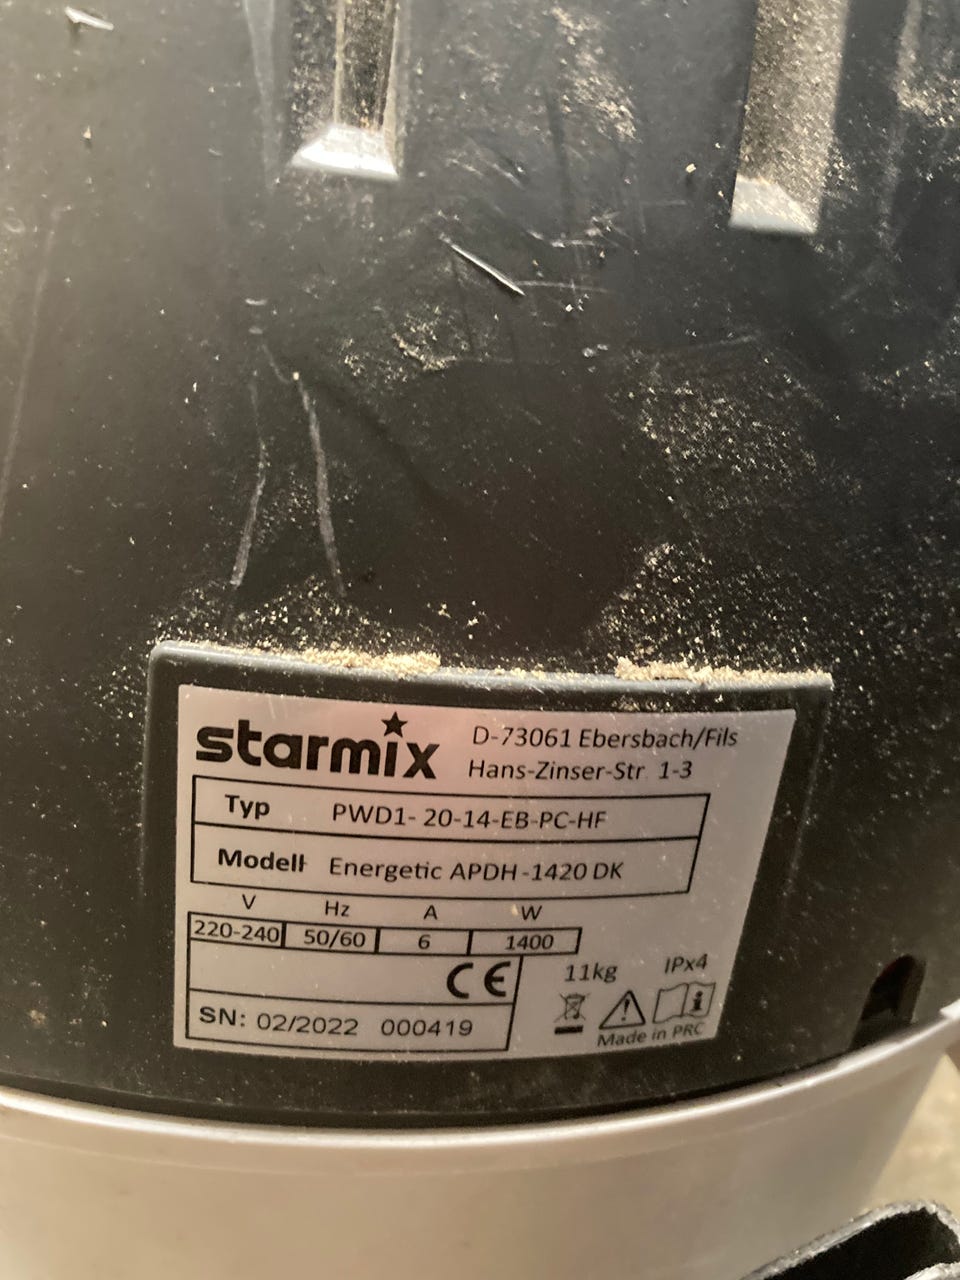 starmix
D-73061 Ebersbach/Fils
Hans-Zinser-Str 1-3
Typ PWD1- 20-14-EB-PC-HF
Modell Energetic APDH-1420 DK
V Hz A W
220-240 50/60 6 1400
CE 11kg IPx4
SN: 02/2022 000419
Made in PRC